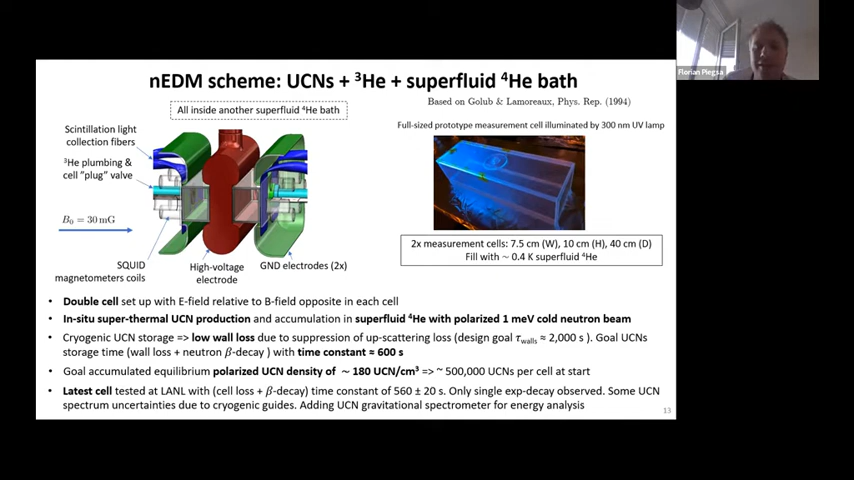 Florian Piegsa
nEDM scheme: UCNs + ³He + superfluid ⁴He bath
Based on Golub & Lamoreaux, Phys. Rep. (1994)
All inside another superfluid ⁴He bath
Full-sized prototype measurement cell illuminated by 300 nm UV lamp
Scintillation light
collection fibers
³He plumbing &
cell "plug" valve
B₀ = 30 mG
SQUID
magnetometers coils
High-voltage
electrode
GND electrodes (2x)
2x measurement cells: 7.5 cm (W), 10 cm (H), 40 cm (D)
Fill with ~ 0.4 K superfluid ⁴He
• Double cell set up with E-field relative to B-field opposite in each cell
• In-situ super-thermal UCN production and accumulation in superfluid ⁴He with polarized 1 meV cold neutron beam
• Cryogenic UCN storage => low wall loss due to suppression of up-scattering loss (design goal τwalls ≈ 2,000 s ). Goal UCNs
storage time (wall loss + neutron β-decay ) with time constant ≈ 600 s
• Goal accumulated equilibrium polarized UCN density of ~ 180 UCN/cm³ => ~ 500,000 UCNs per cell at start
• Latest cell tested at LANL with (cell loss + β-decay) time constant of 560 ± 20 s. Only single exp-decay observed. Some UCN
spectrum uncertainties due to cryogenic guides. Adding UCN gravitational spectrometer for energy analysis
13